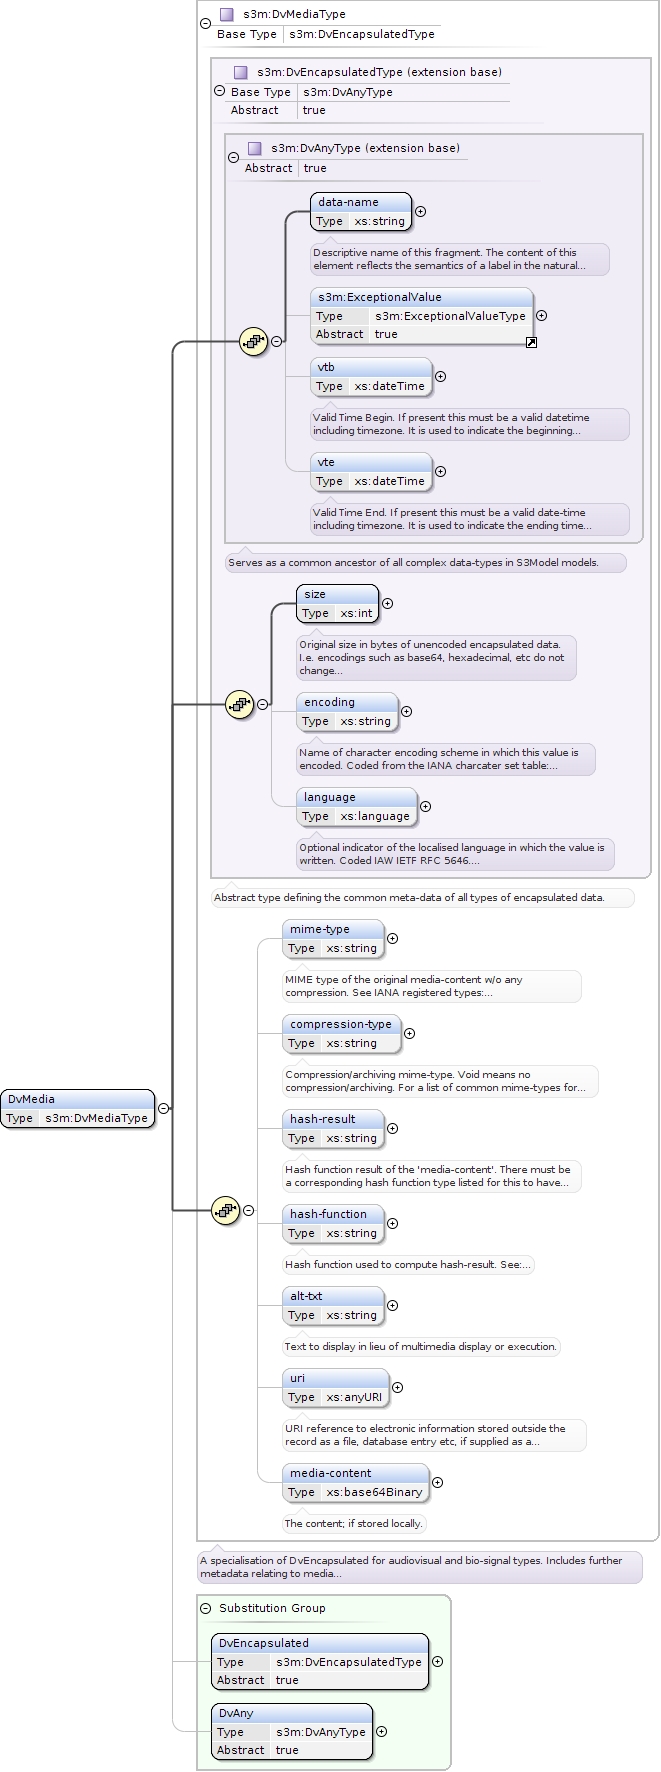 s3m:DvMediaType
Base Type s3m:DvEncapsulatedType
s3m:DvEncapsulatedType (extension base)
Base Type s3m:DvAnyType
Abstract true
s3m:DvAnyType (extension base)
Abstract true
data-name
Type xs:string
Descriptive name of this fragment. The content of this
element reflects the semantics of a label in the natural...
s3m:ExceptionalValue
Type s3m:ExceptionalValueType
Abstract true
vtb
Type xs:dateTime
Valid Time Begin. If present this must be a valid datetime
including timezone. It is used to indicate the beginning...
vte
Type xs:dateTime
Valid Time End. If present this must be a valid date-time
including timezone. It is used to indicate the ending time...
Serves as a common ancestor of all complex data-types in S3Model models.
size
Type xs:int
Original size in bytes of unencoded encapsulated data.
I.e. encodings such as base64, hexadecimal, etc do not
change...
encoding
Type xs:string
Name of character encoding scheme in which this value is
encoded. Coded from the IANA charcater set table:...
language
Type xs:language
Optional indicator of the localised language in which the value is
written. Coded IAW IETF RFC 5646....
Abstract type defining the common meta-data of all types of encapsulated data.
mime-type
Type xs:string
MIME type of the original media-content w/o any
compression. See IANA registered types:...
compression-type
Type xs:string
Compression/archiving mime-type. Void means no
compression/archiving. For a list of common mime-types for...
DvMedia
Type s3m:DvMediaType
hash-result
Type xs:string
Hash function result of the 'media-content'. There must be
a corresponding hash function type listed for this to have...
hash-function
Type xs:string
Hash function used to compute hash-result. See:...
alt-txt
Type xs:string
Text to display in lieu of multimedia display or execution.
uri
Type xs:anyURI
URI reference to electronic information stored outside the
record as a file, database entry etc, if supplied as a...
media-content
Type xs:base64Binary
The content; if stored locally.
A specialisation of DvEncapsulated for audiovisual and bio-signal types. Includes further
metadata relating to media...
Substitution Group
DvEncapsulated
Type s3m:DvEncapsulatedType
Abstract true
DvAny
Type s3m:DvAnyType
Abstract true